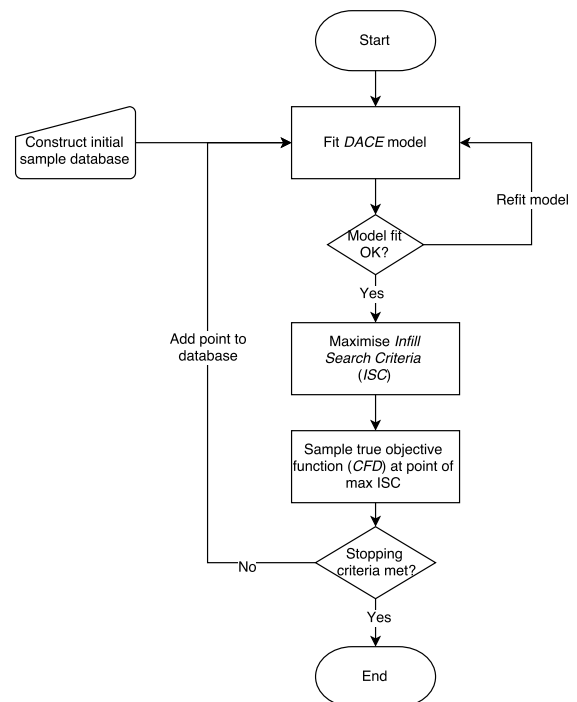 Start
Construct initial
sample database
Fit DACE model
Refit model
Model fit
OK?
Yes
Maximise Infill
Search Criteria
(ISC)
Add point to
database
Sample true objective
function (CFD) at point of
max ISC
Stopping
criteria met?
No
Yes
End